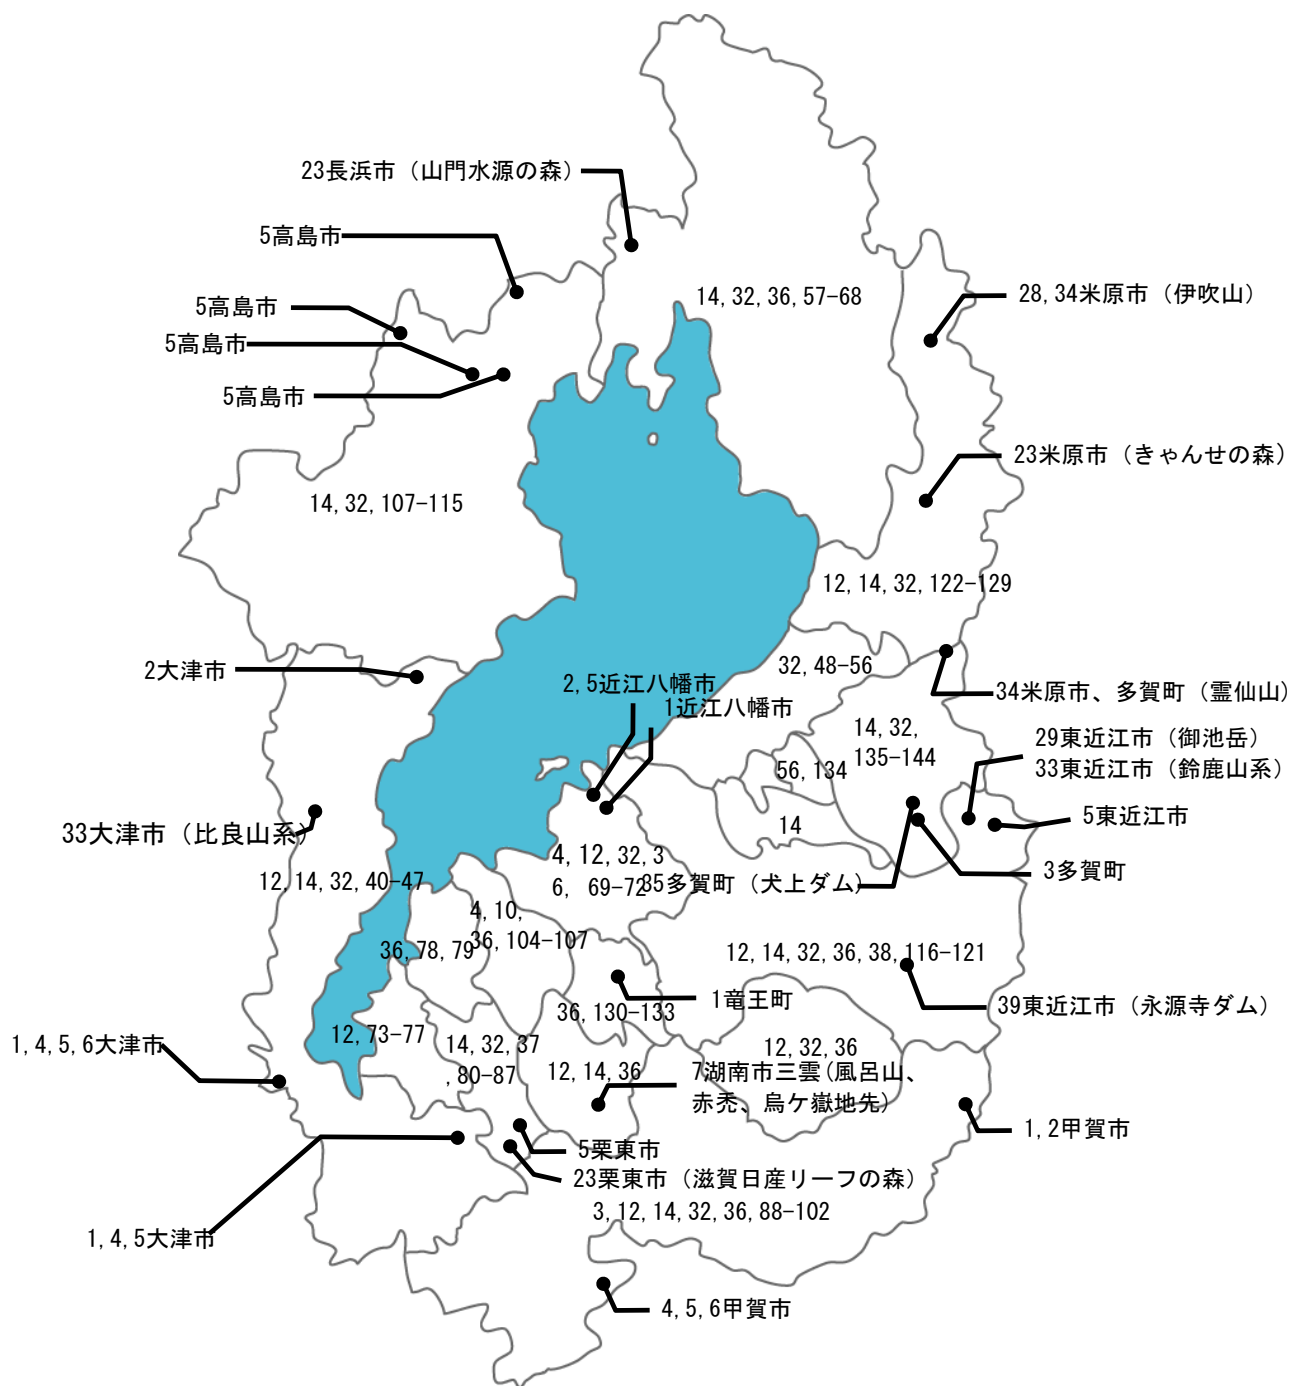 23長浜市（山門水源の森）
5高島市
14,32,36,57-68
28,34米原市（伊吹山）
5高島市
5高島市
5高島市
23米原市（きゃんせの森）
14,32,107-115
12,14,32,122-129
32,48-56
2大津市
2,5近江八幡市
1近江八幡市
34米原市、多賀町（霊仙山）
14,32,
135-144
29東近江市（御池岳）
33東近江市（鈴鹿山系）
56,134
5東近江市
14
33大津市（比良山系）
4,12,32,3
6, 69-72
35多賀町（犬上ダム）
3多賀町
12,14,32,40-47
4,10,
36,104-107
36,78,79
12,14,32,36,38,116-121
1竜王町
39東近江市（永源寺ダム）
36,130-133
12,73-77
14,32,37
,80-87
12,32,36
1,4,5,6大津市
12,14,36
7湖南市三雲(風呂山、
赤禿、烏ケ嶽地先)
1,2甲賀市
5栗東市
23栗東市（滋賀日産リーフの森）
3,12,14,32,36,88-102
1,4,5大津市
4,5,6甲賀市